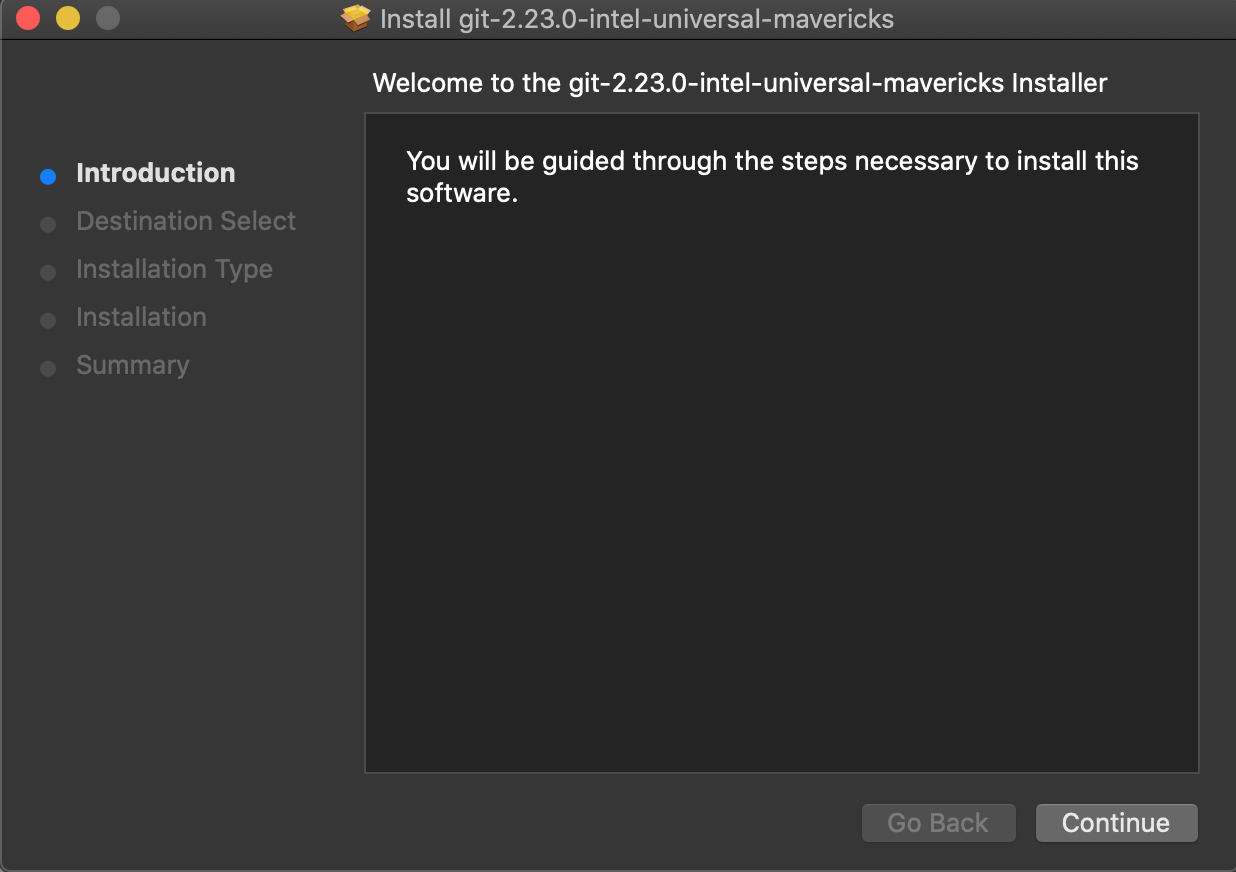 Install git-2.23.0-intel-universal-mavericks
Welcome to the git-2.23.0-intel-universal-mavericks Installer
Introduction
Destination Select
Installation Type
Installation
Summary
You will be guided through the steps necessary to install this
software.
Go Back
Continue